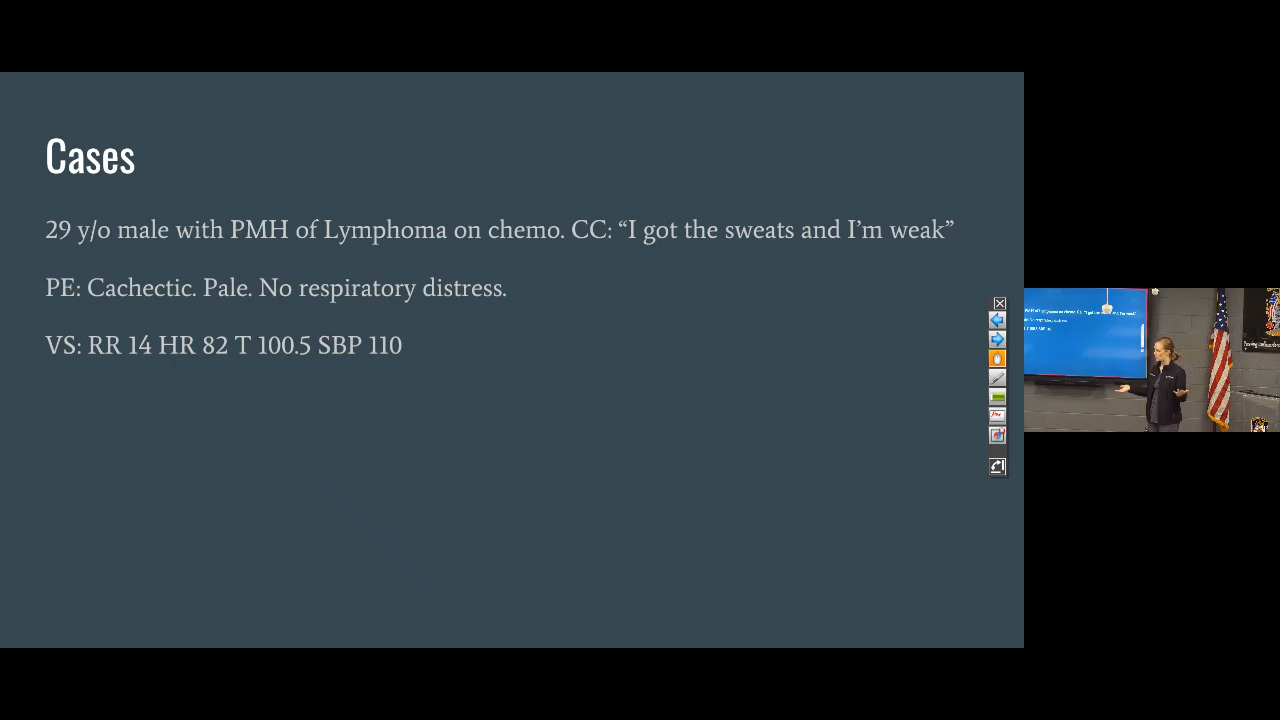 Cases
29 y/o male with PMH of Lymphoma on chemo. CC: “I got the sweats and I’m weak”
PE: Cachectic. Pale. No respiratory distress.
VS: RR 14 HR 82 T 100.5 SBP 110